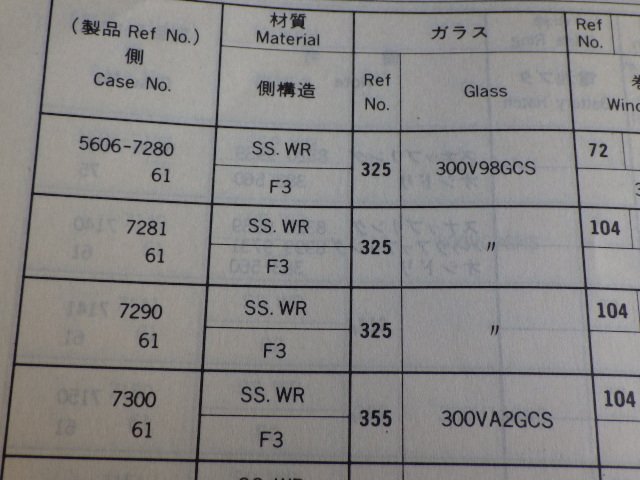 (製品 Ref No.)
側
Case No.
材質
Material
側構造
ガラス
Ref
No.
Glass
Ref
No.
Wind
5606-7280
61
SS. WR
F3
325
300V98GCS
72
7281
61
SS. WR
F3
325
〃
104
7290
61
SS. WR
F3
325
〃
104
7300
61
SS. WR
F3
355
300VA2GCS
104